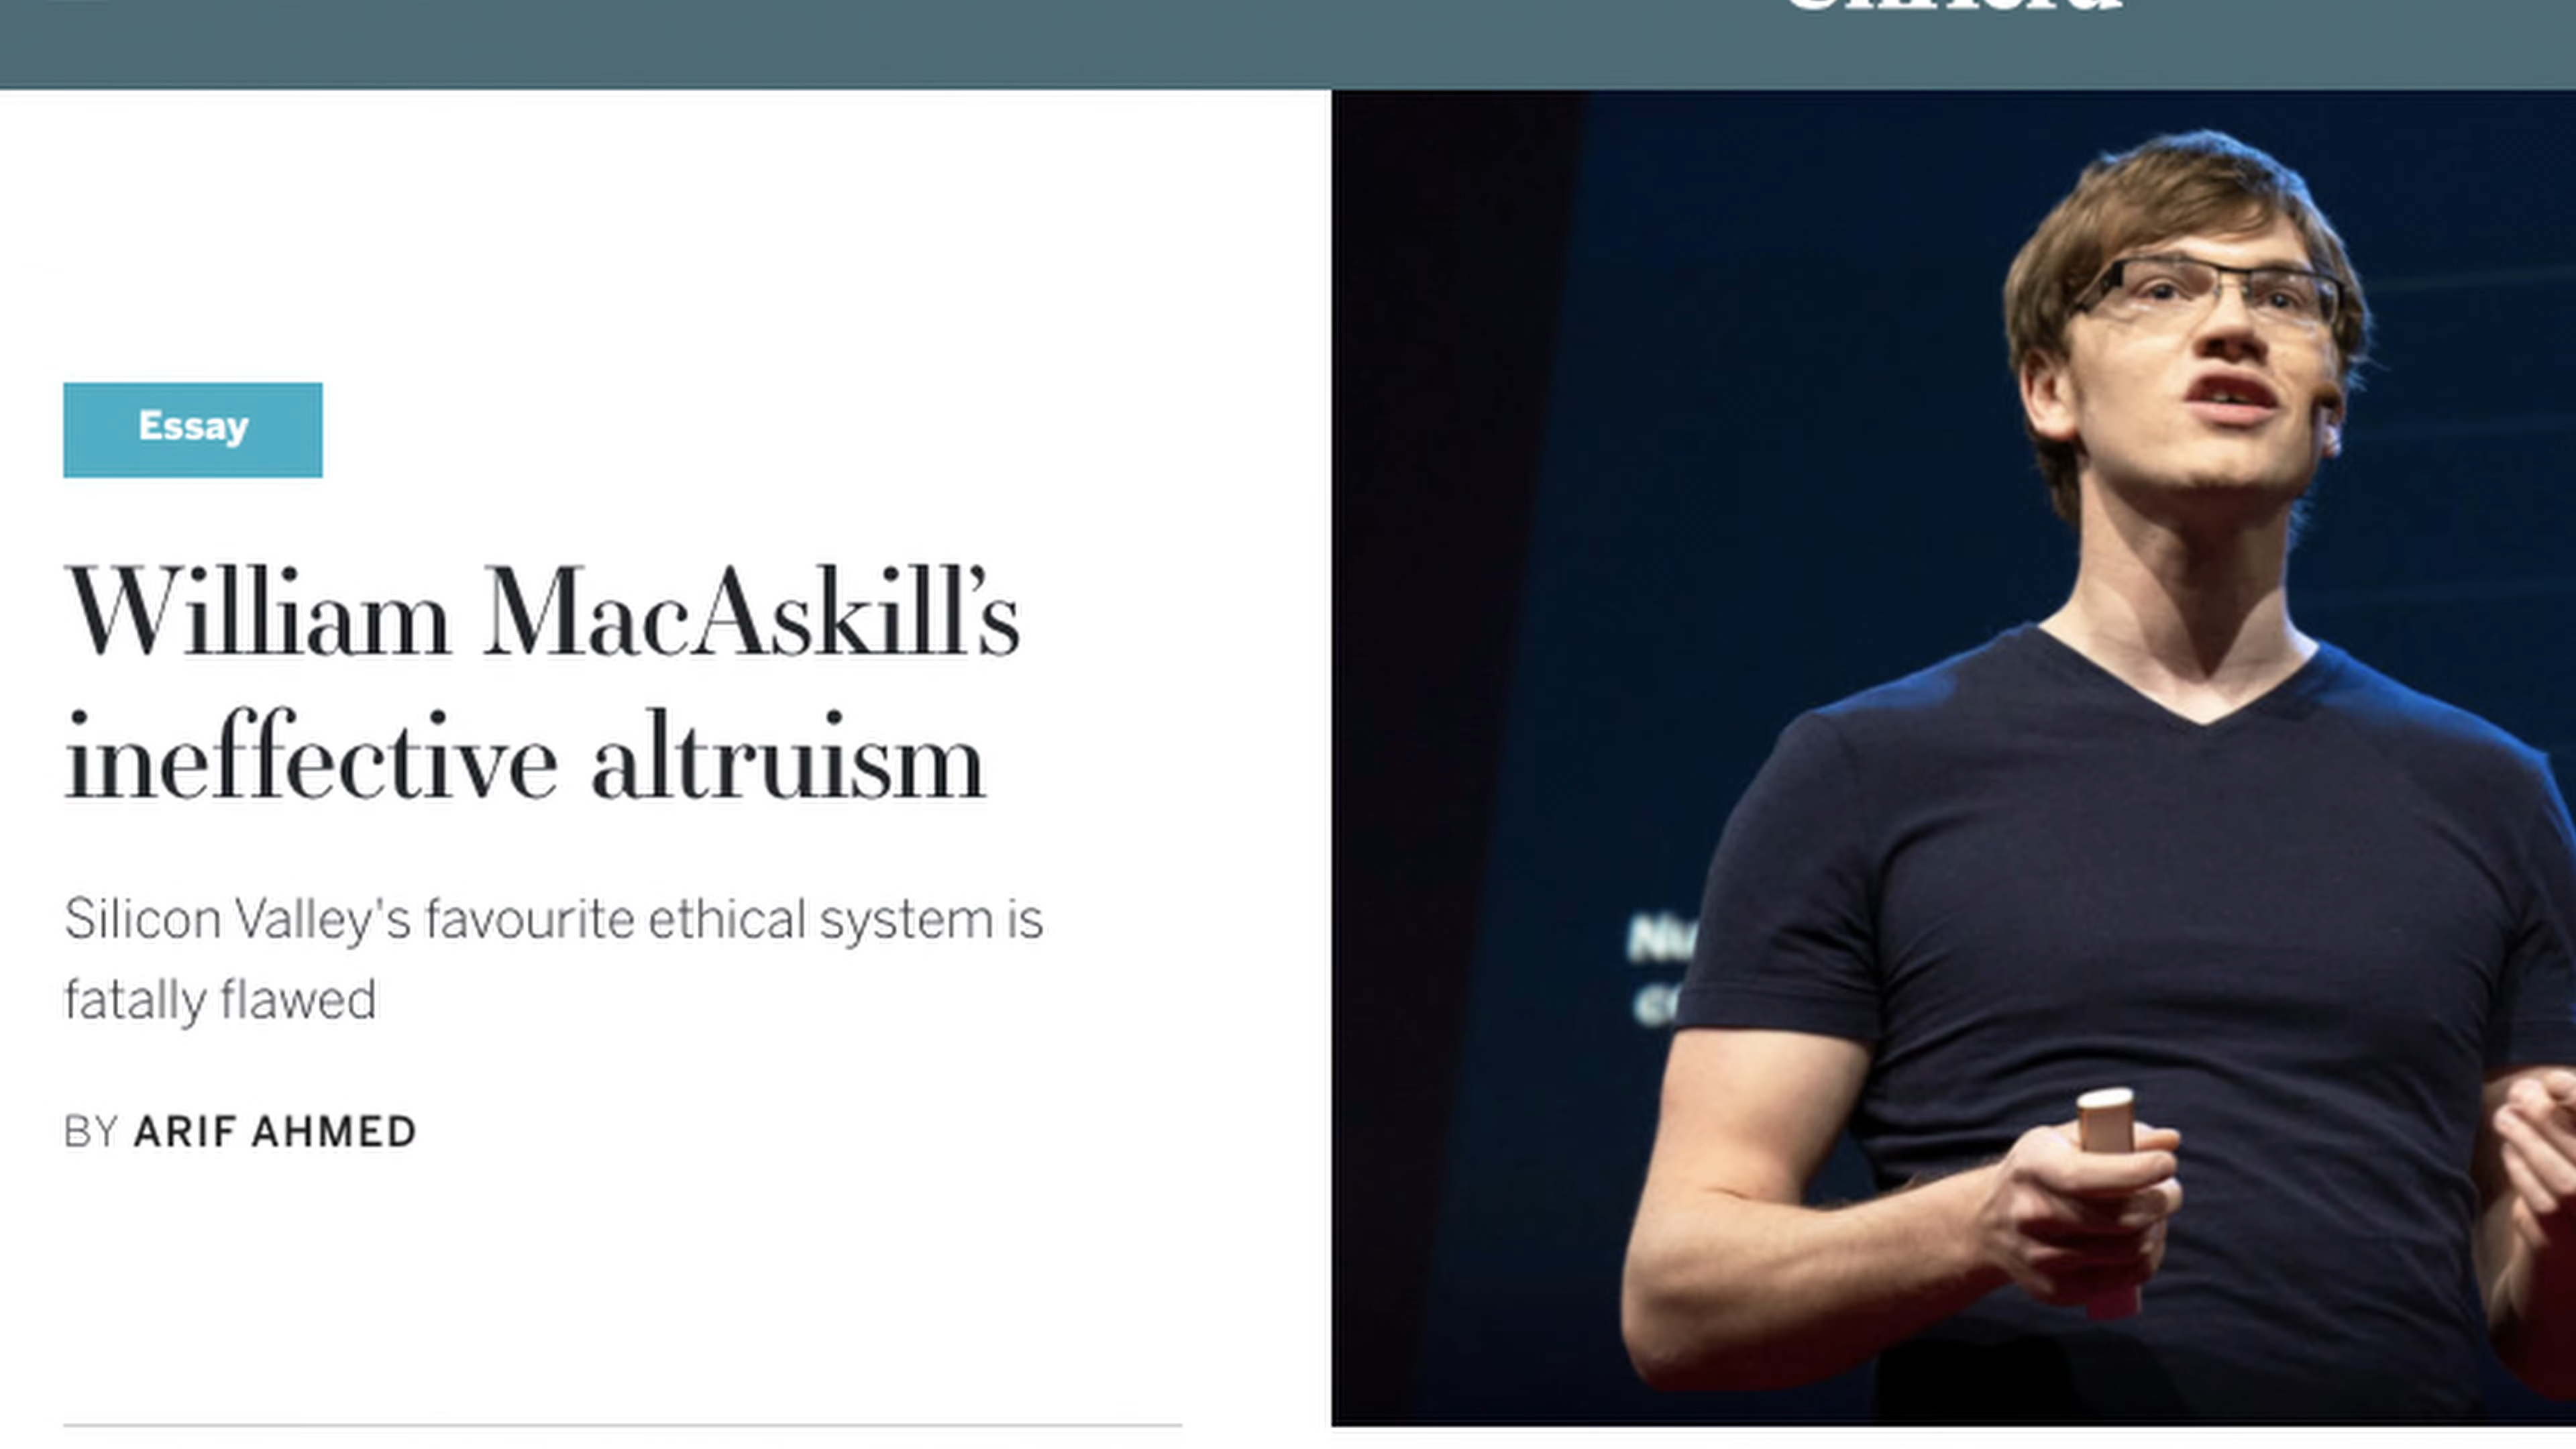 Essay
William MacAskill’s
ineffective altruism
Silicon Valley's favourite ethical system is
fatally flawed
BY ARIF AHMED